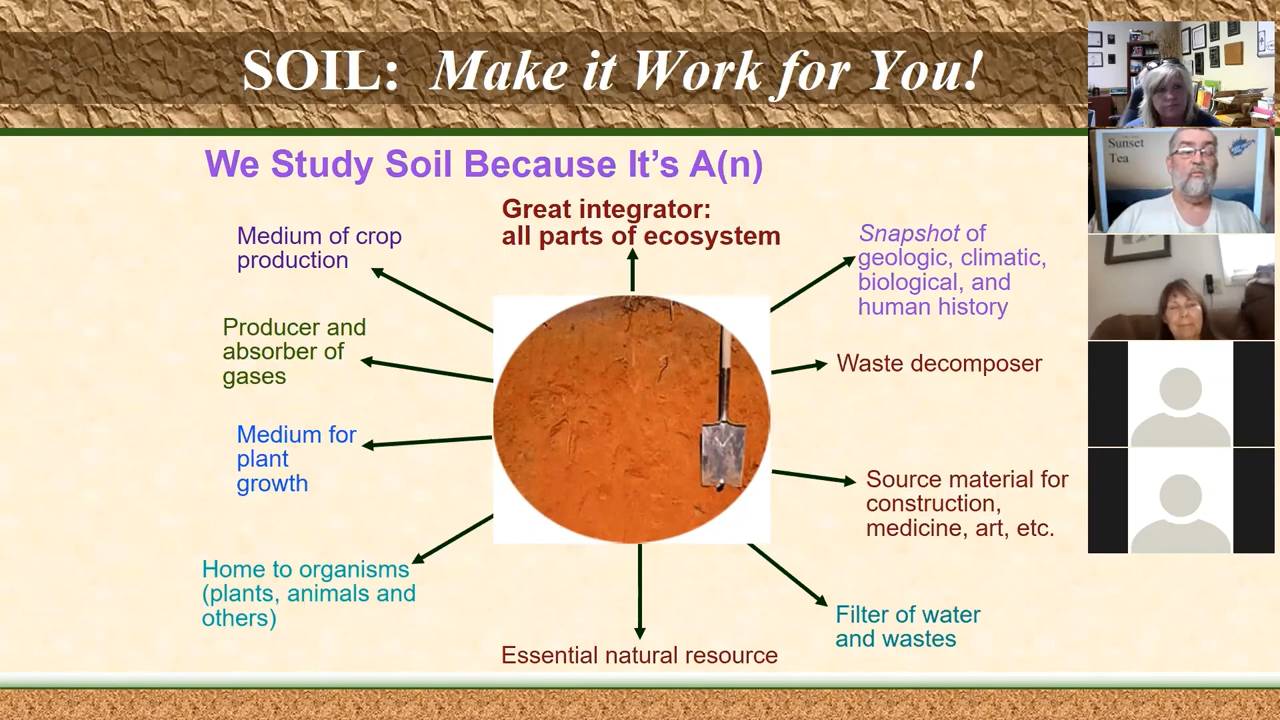 SOIL: Make it Work for You!
We Study Soil Because It's A(n)
Great integrator:
all parts of ecosystem
Medium of crop
production
Snapshot of
geologic, climatic,
biological, and
human history
Producer and
absorber of
gases
Waste decomposer
Medium for
plant
growth
Source material for
construction,
medicine, art, etc.
Home to organisms
(plants, animals and
others)
Filter of water
and wastes
Essential natural resource
Sunset
Tea